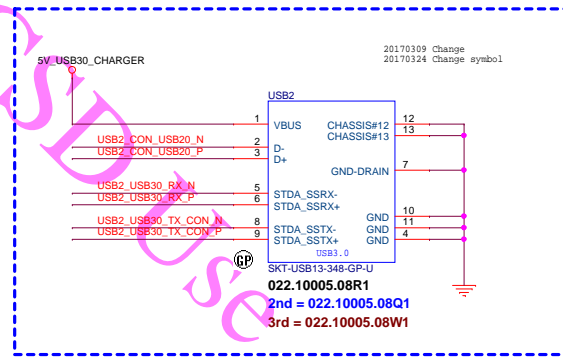 20170309 Change
20170324 Change symbol
5V_USB30_CHARGER
USB2
1 VBUS CHASSIS#12 12
CHASSIS#13 13
USB2_CON_USB20_N 2 D-
USB2_CON_USB20_P 3 D+
GND-DRAIN 7
USB2_USB30_RX_N 5 STDA_SSRX-
USB2_USB30_RX_P 6 STDA_SSRX+
GND 10
USB2_USB30_TX_CON_N 8 STDA_SSTX- GND 11
USB2_USB30_TX_CON_P 9 STDA_SSTX+ GND 4
USB3.0
GP
SKT-USB13-348-GP-U
022.10005.08R1
2nd = 022.10005.08Q1
3rd = 022.10005.08W1
CSD Use